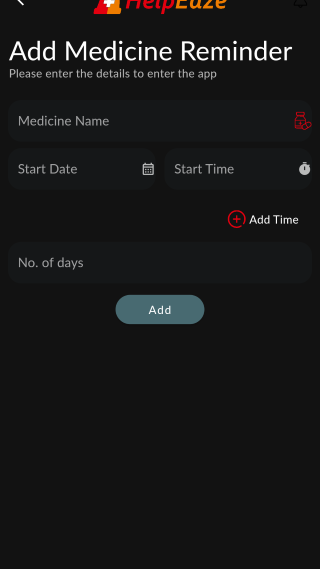 HelpEaze
Add Medicine Reminder
Please enter the details to enter the app
Medicine Name
Start Date
Start Time
Add Time
No. of days
Add